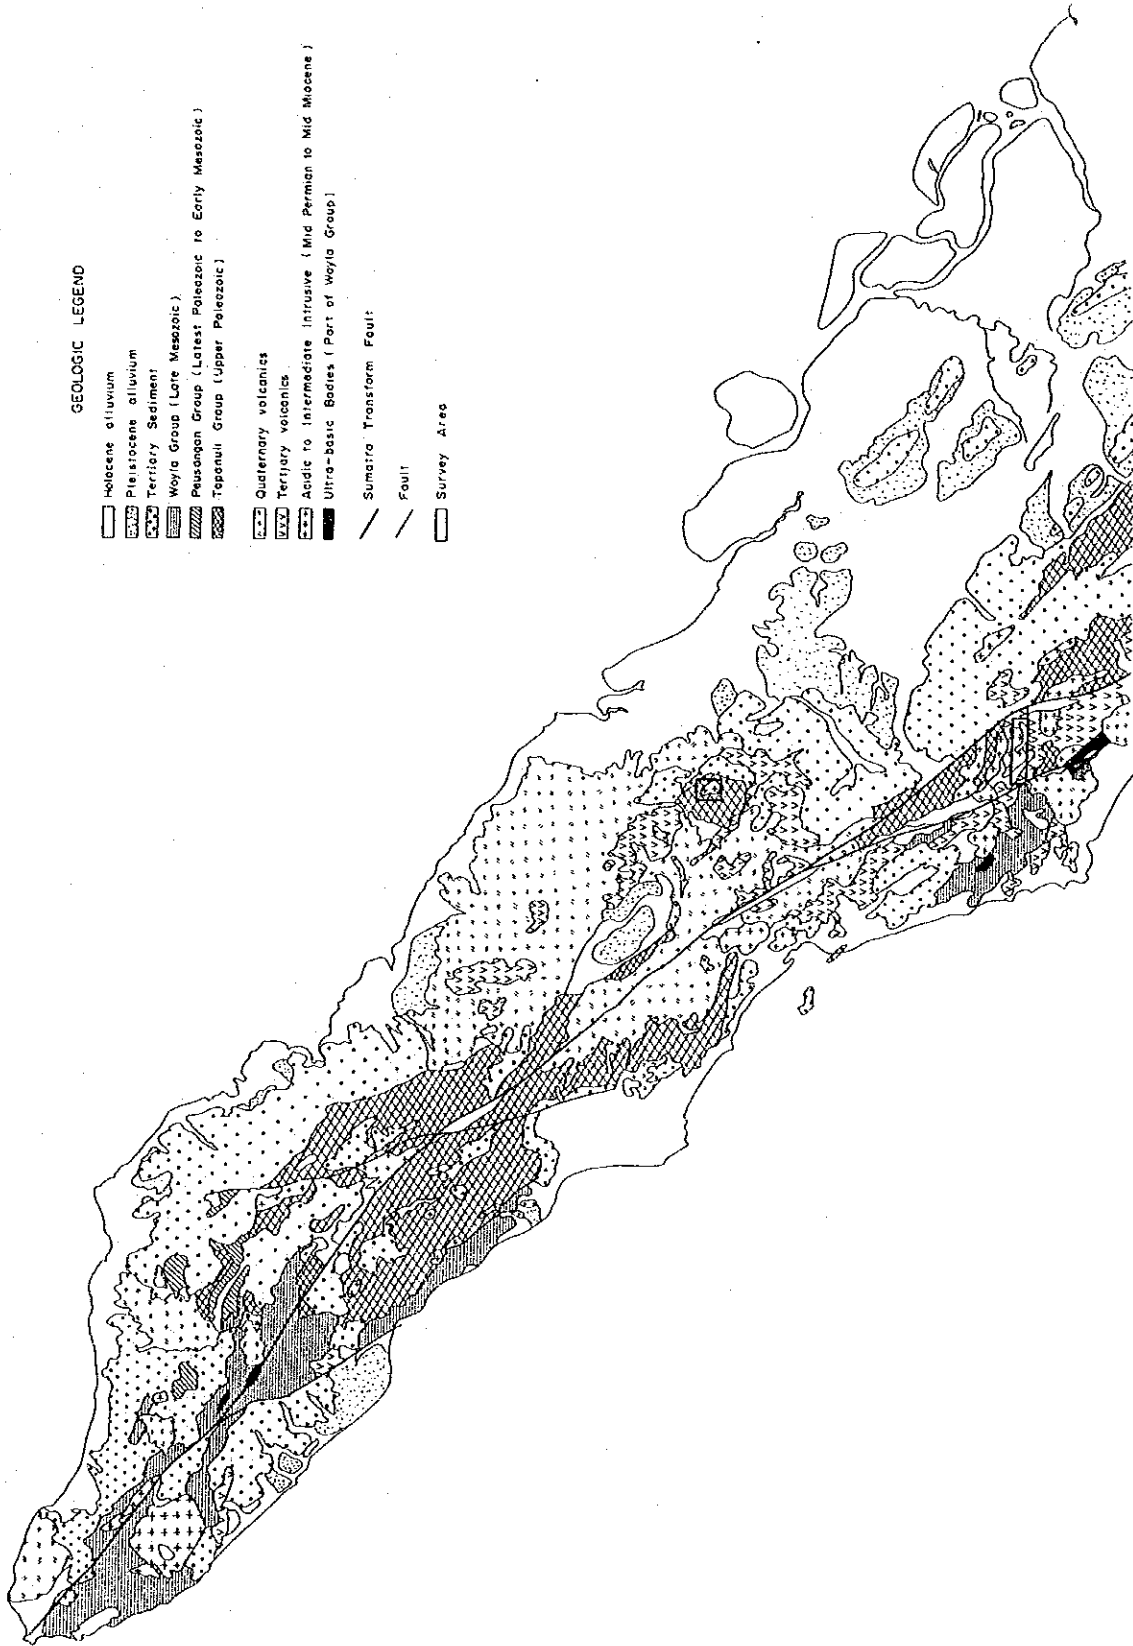 GEOLOGIC LEGEND
Holocene alluvium
Pleistocene alluvium
Tertiary Sediment
Woyla Group (Late Mesozoic)
Peusangan Group (Latest Paleozoic to Early Mesozoic)
Tapanuli Group (Upper Paleozoic)
Quaternary volcanics
Tertiary volcanics
Acidic to Intermediate Intrusive (Mid Permian to Mid Miocene)
Ultra-basic Bodies (Part of Woyla Group)
Sumatra Transform Fault
Fault
Survey Area